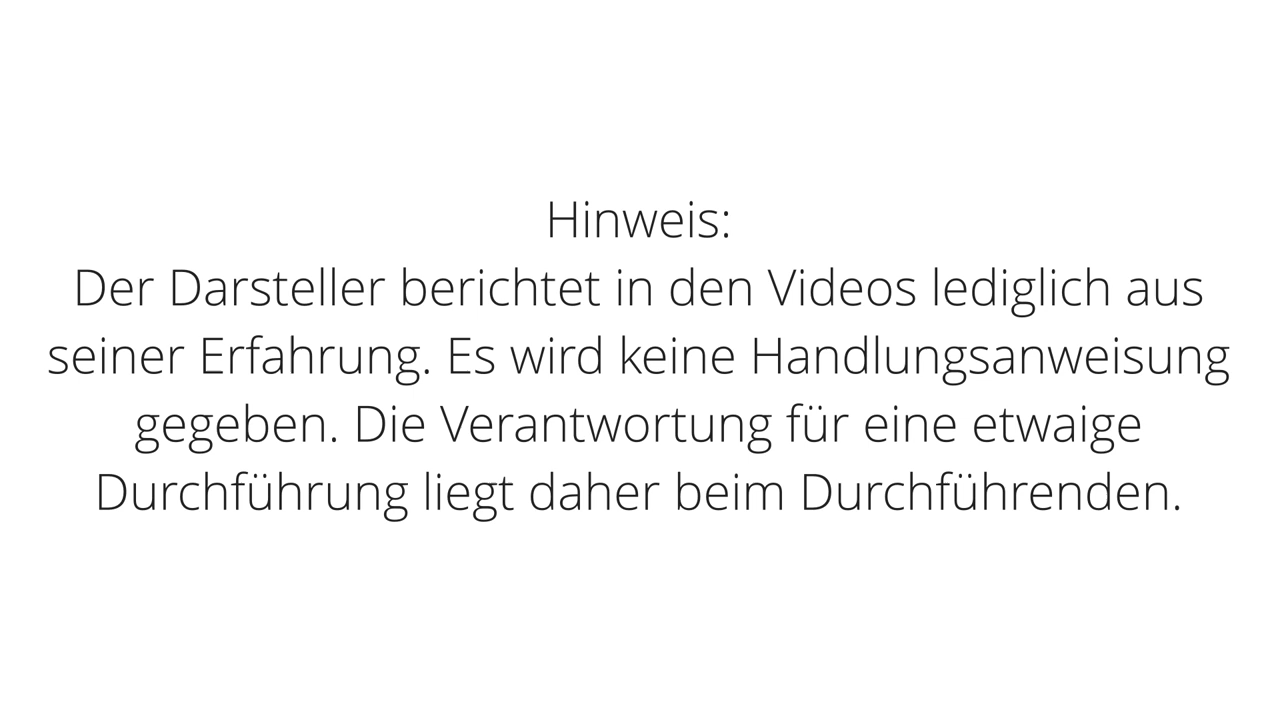 Hinweis:
Der Darsteller berichtet in den Videos lediglich aus
seiner Erfahrung. Es wird keine Handlungsanweisung
gegeben. Die Verantwortung für eine etwaige
Durchführung liegt daher beim Durchführenden.